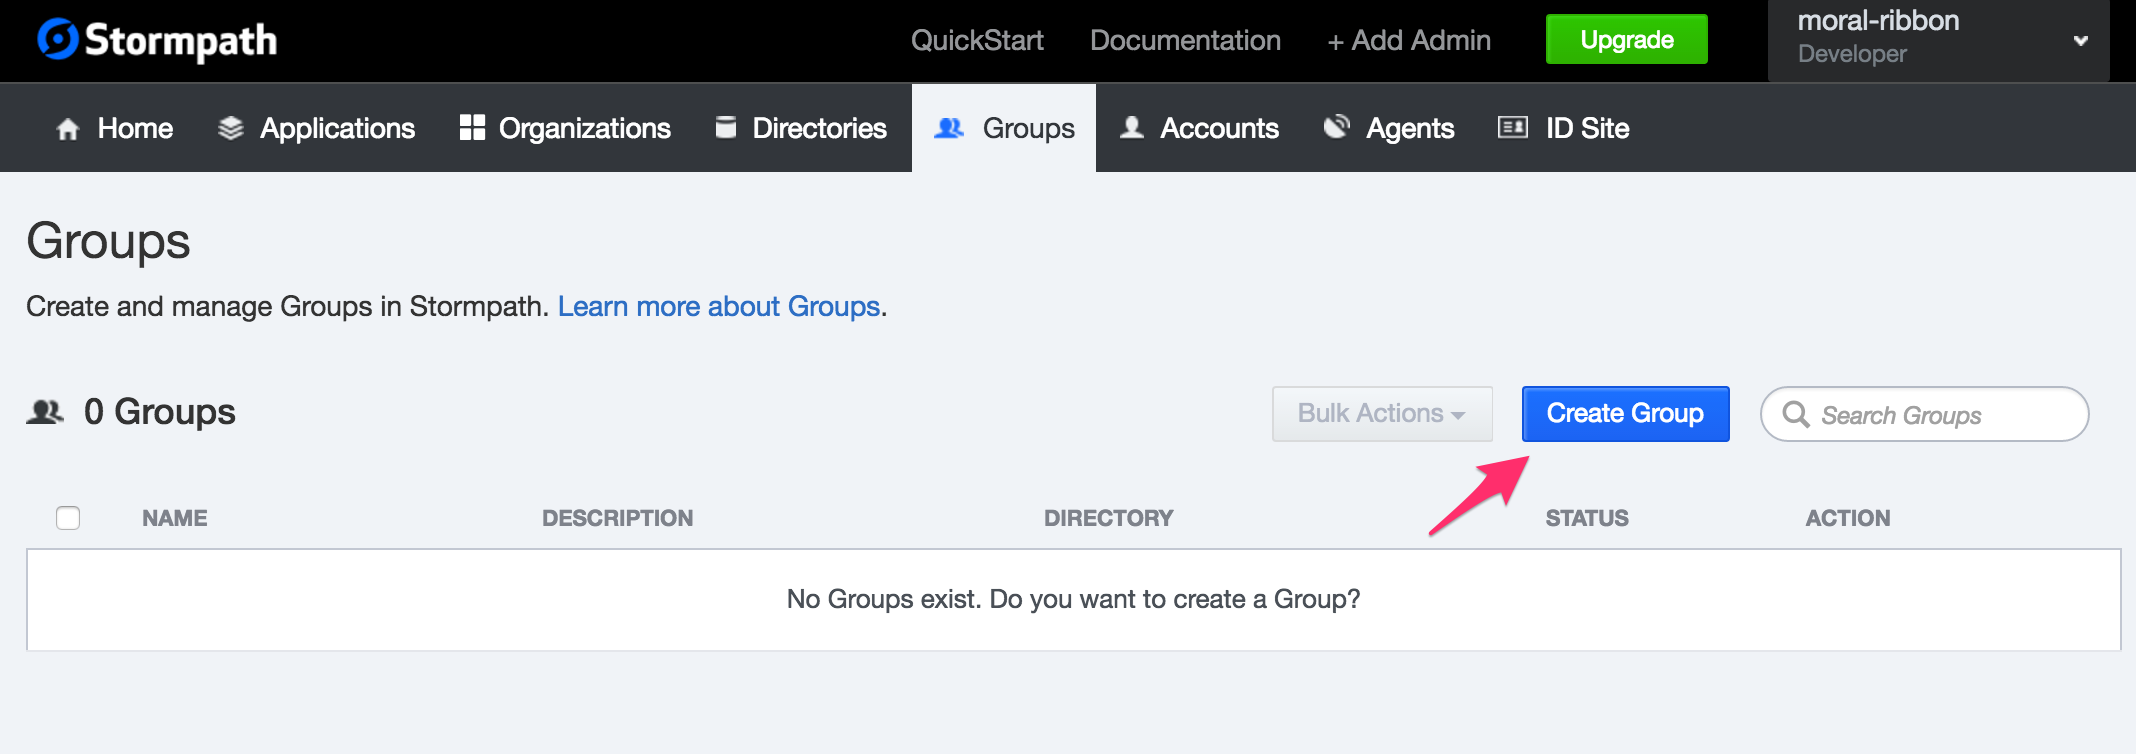 Stormpath
QuickStart Documentation + Add Admin Upgrade moral-ribbon
Developer
Home Applications Organizations Directories Groups Accounts Agents ID Site
Groups
Create and manage Groups in Stormpath. Learn more about Groups.
0 Groups Bulk Actions Create Group Search Groups
NAME DESCRIPTION DIRECTORY STATUS ACTION
No Groups exist. Do you want to create a Group?